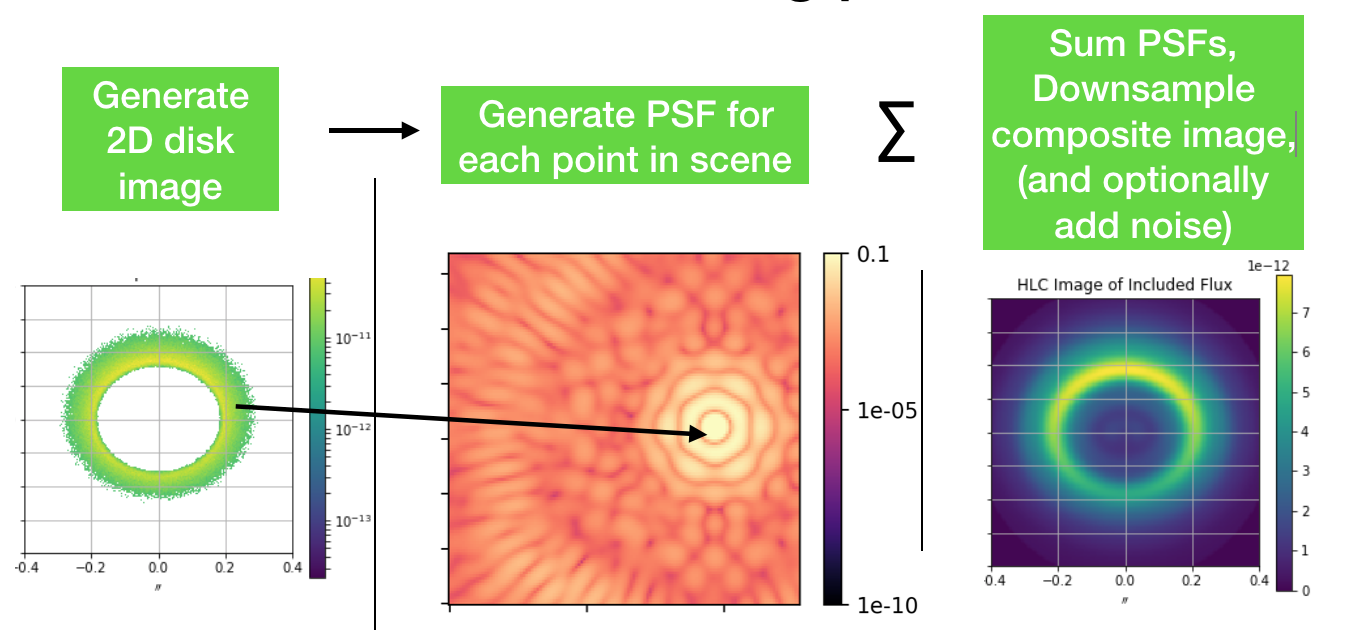 Generate
2D disk
image
Generate PSF for
each point in scene
∑
Sum PSFs,
Downsample
composite image,
(and optionally
add noise)
10⁻¹¹
10⁻¹²
10⁻¹³
-0.4 −0.2 0.0 0.2 0.4
″
0.1
1e-05
1e-10
1e−12
HLC Image of Included Flux
7
6
5
4
3
2
1
0
0.4 −0.2 0.0 0.2 0.4
″